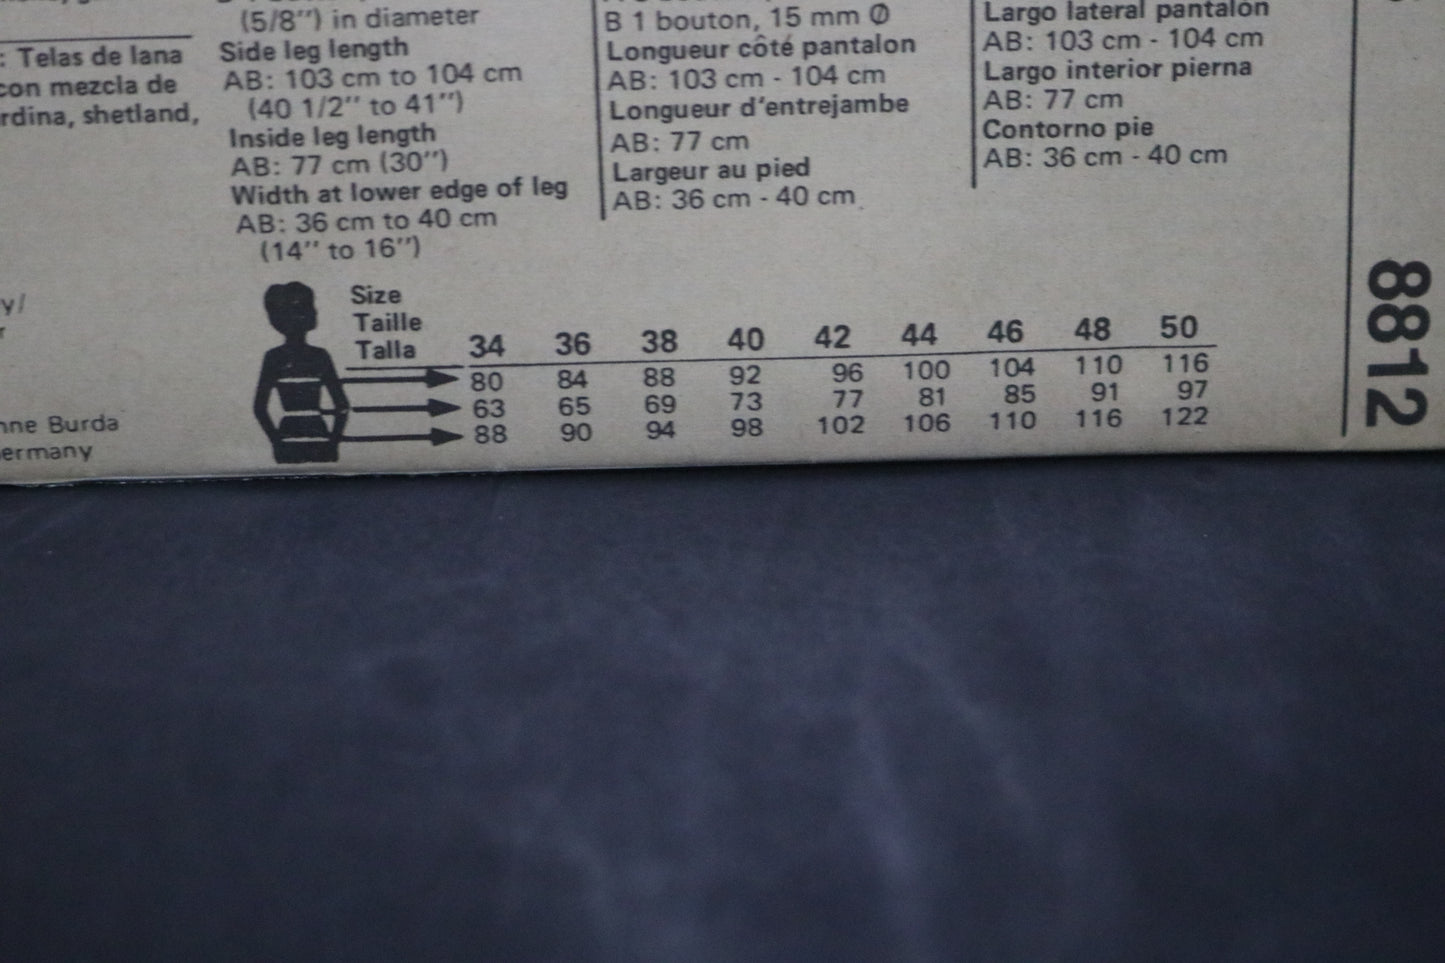 : Telas de lana
con mezcla de
rdina, shetland,
y/
nne Burda
ermany
(5/8") in diameter
Side leg length
AB: 103 cm to 104 cm
(40 1/2" to 41")
Inside leg length
AB: 77 cm (30")
Width at lower edge of leg
AB: 36 cm to 40 cm
(14" to 16")
B 1 bouton, 15 mm Ø
Longueur côté pantalon
AB: 103 cm - 104 cm
Longueur d'entrejambe
AB: 77 cm
Largeur au pied
AB: 36 cm - 40 cm
Largo lateral pantalón
AB: 103 cm - 104 cm
Largo interior pierna
AB: 77 cm
Contorno pie
AB: 36 cm - 40 cm
Size
Taille
Talla 34 36 38 40 42 44 46 48 50
80 84 88 92 96 100 104 110 116
63 65 69 73 77 81 85 91 97
88 90 94 98 102 106 110 116 122
8812